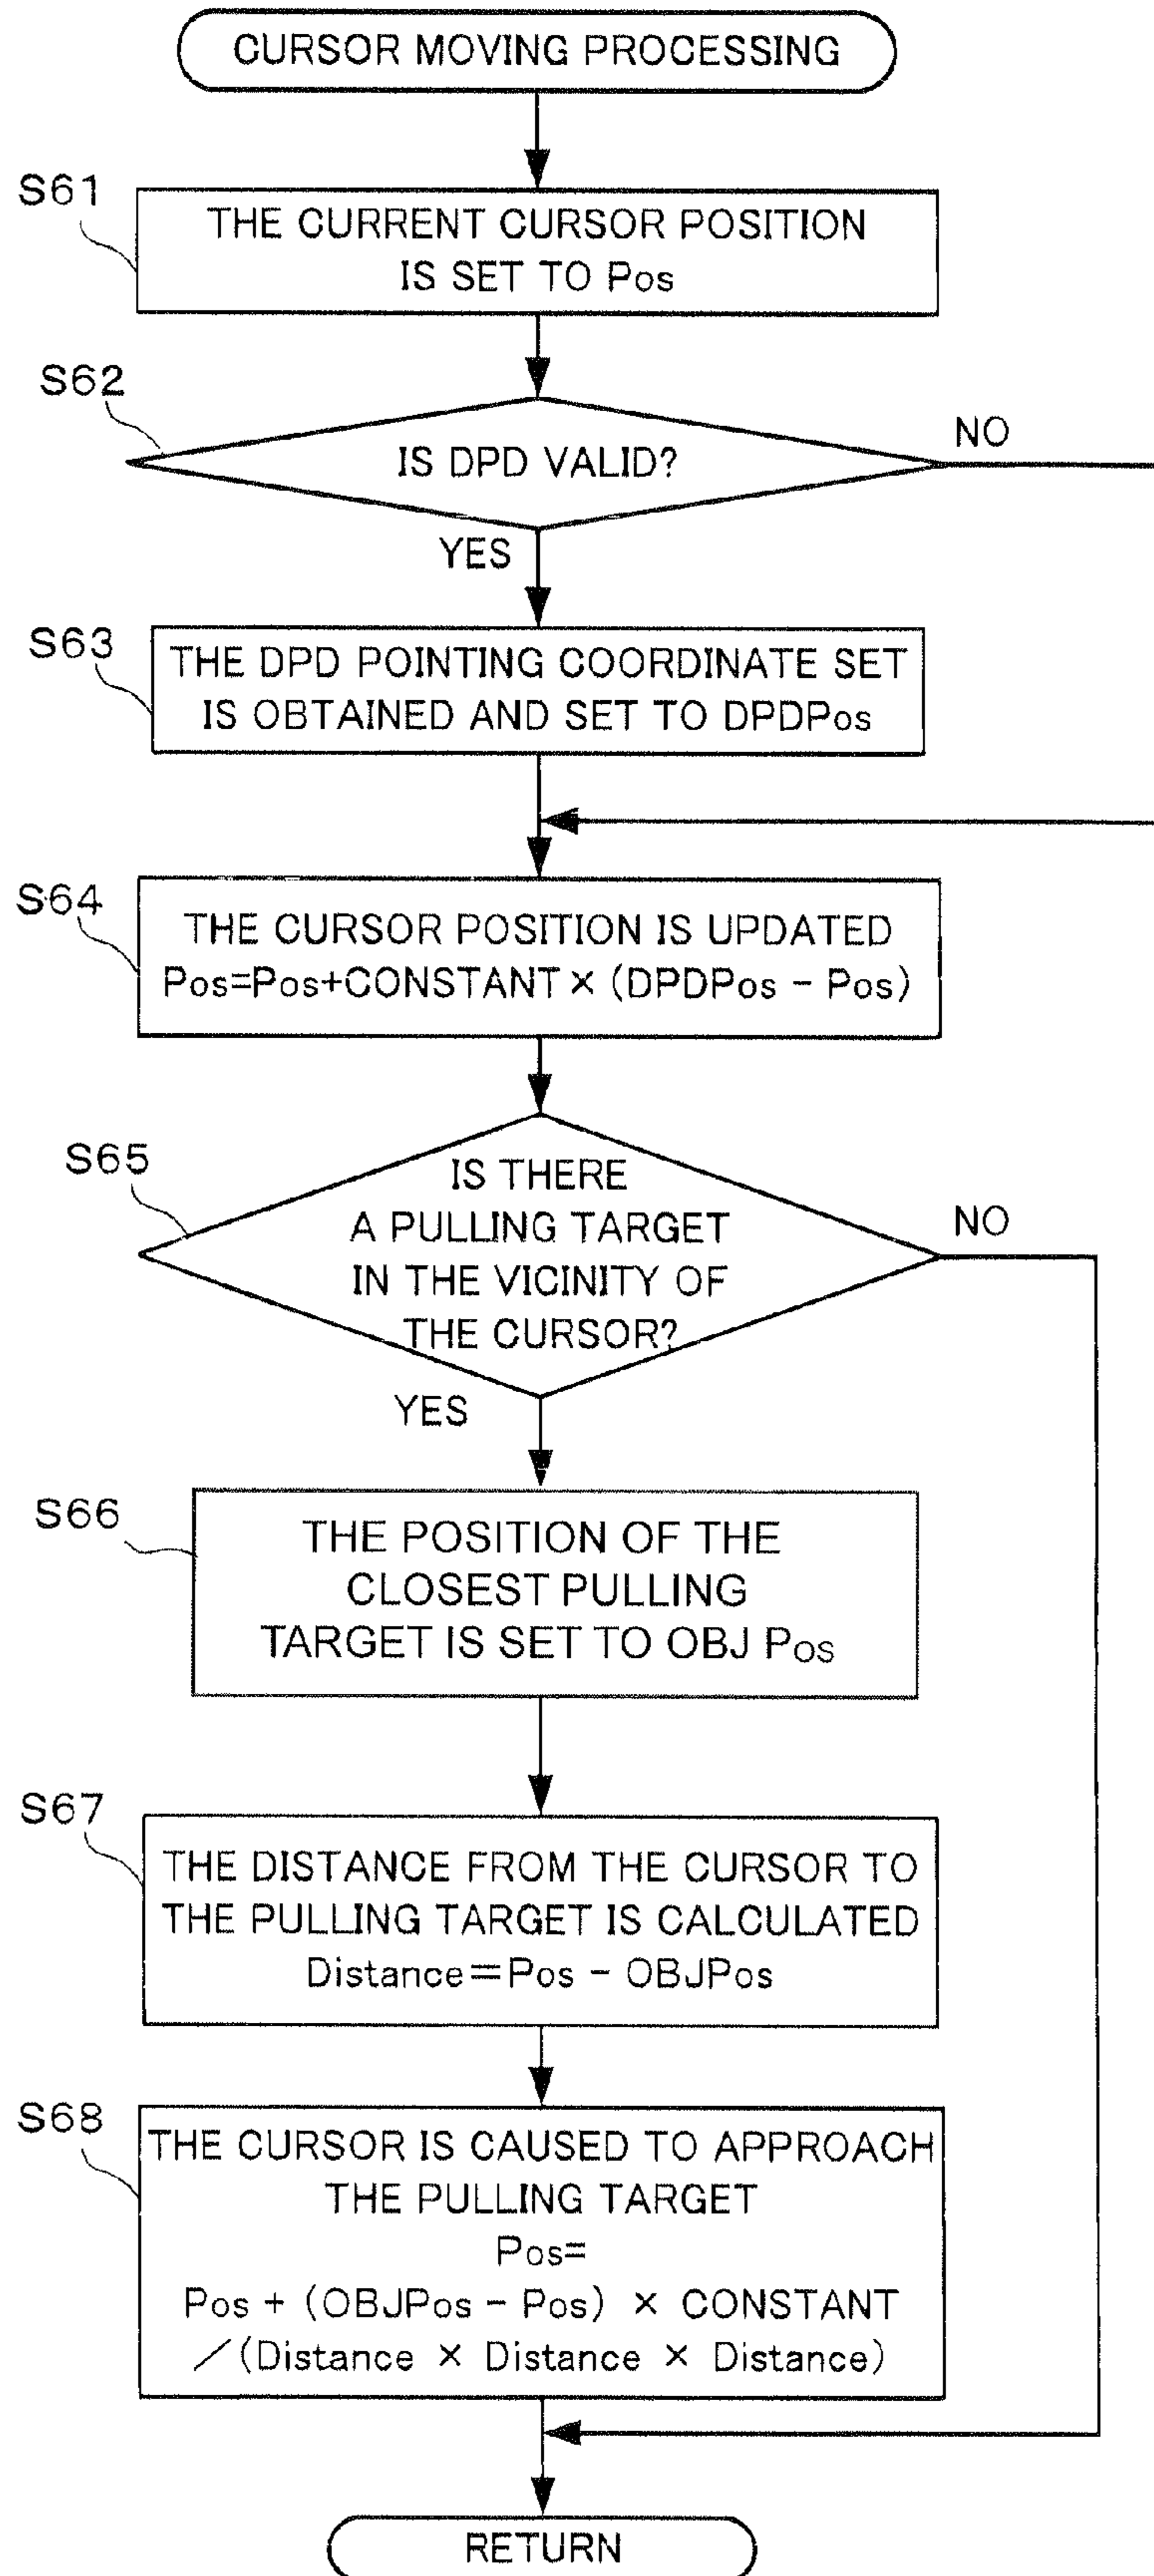 CURSOR MOVING PROCESSING
S61
THE CURRENT CURSOR POSITION
IS SET TO Pos
S62
IS DPD VALID?
NO
YES
S63
THE DPD POINTING COORDINATE SET
IS OBTAINED AND SET TO DPDPos
S64
THE CURSOR POSITION IS UPDATED
Pos=Pos+CONSTANT × (DPDPos - Pos)
S65
IS THERE
A PULLING TARGET
IN THE VICINITY OF
THE CURSOR?
NO
YES
S66
THE POSITION OF THE
CLOSEST PULLING
TARGET IS SET TO OBJ Pos
S67
THE DISTANCE FROM THE CURSOR TO
THE PULLING TARGET IS CALCULATED
Distance=Pos - OBJPos
S68
THE CURSOR IS CAUSED TO APPROACH
THE PULLING TARGET
Pos=
Pos + (OBJPos - Pos) × CONSTANT
/(Distance × Distance × Distance)
RETURN